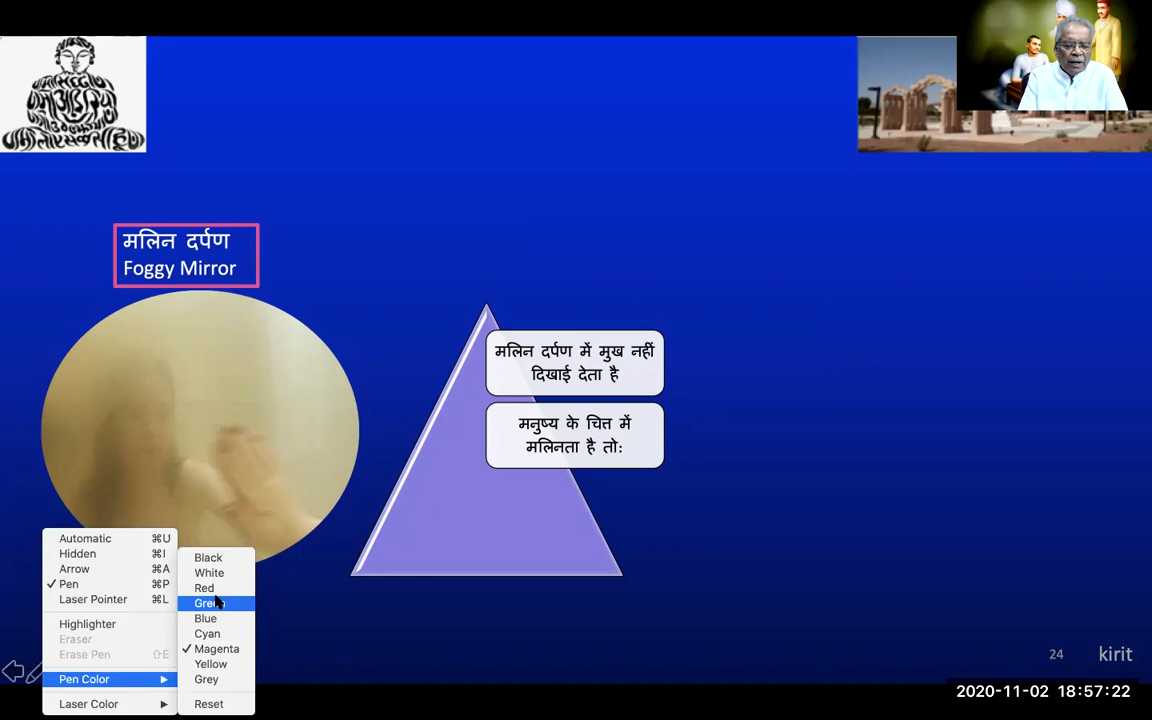 मलिन दर्पण
Foggy Mirror
मलिन दर्पण में मुख नहीं
दिखाई देता है
मनुष्य के चित्त में
मलिनता है तो:
Automatic ⌘U
Hidden ⌘I
Arrow ⌘A
✓ Pen ⌘P
Laser Pointer ⌘L
Highlighter
Eraser
Erase Pen ⇧E
Pen Color ▶
Laser Color ▶
Black
White
Red
Green
Blue
Cyan
✓ Magenta
Yellow
Grey
Reset
24
kirit
2020-11-02 18:57:22